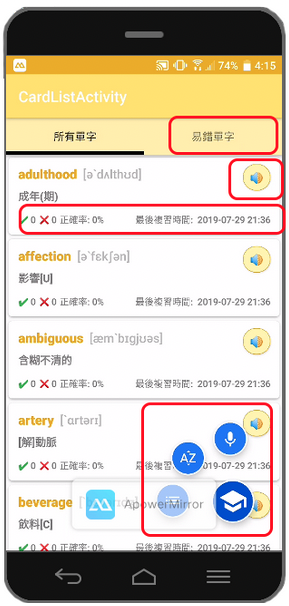 74% 4:15
CardListActivity
所有單字 易錯單字
adulthood [ə`dʌlthʊd]
成年(期)
✔ 0 ✖ 0 正確率: 0% 最後複習時間: 2019-07-29 21:36
affection [ə`fɛkʃən]
影響[U]
✔ 0 ✖ 0 正確率: 0% 最後複習時間: 2019-07-29 21:36
ambiguous [æm`bɪgjʊəs]
含糊不清的
✔ 0 ✖ 0 正確率: 0% 最後複習時間: 2019-07-29 21:36
artery [`ɑrtərɪ]
[解]動脈
✔ 0 ✖ 0 正確率: 0% 最後複習時間: 2019-07-29 21:36
AZ
beverage
ApowerMirror
飲料[C]
✔ 0 ✖ 0 正確率: 0% 最後複習時間: 2019-07-29 21:36